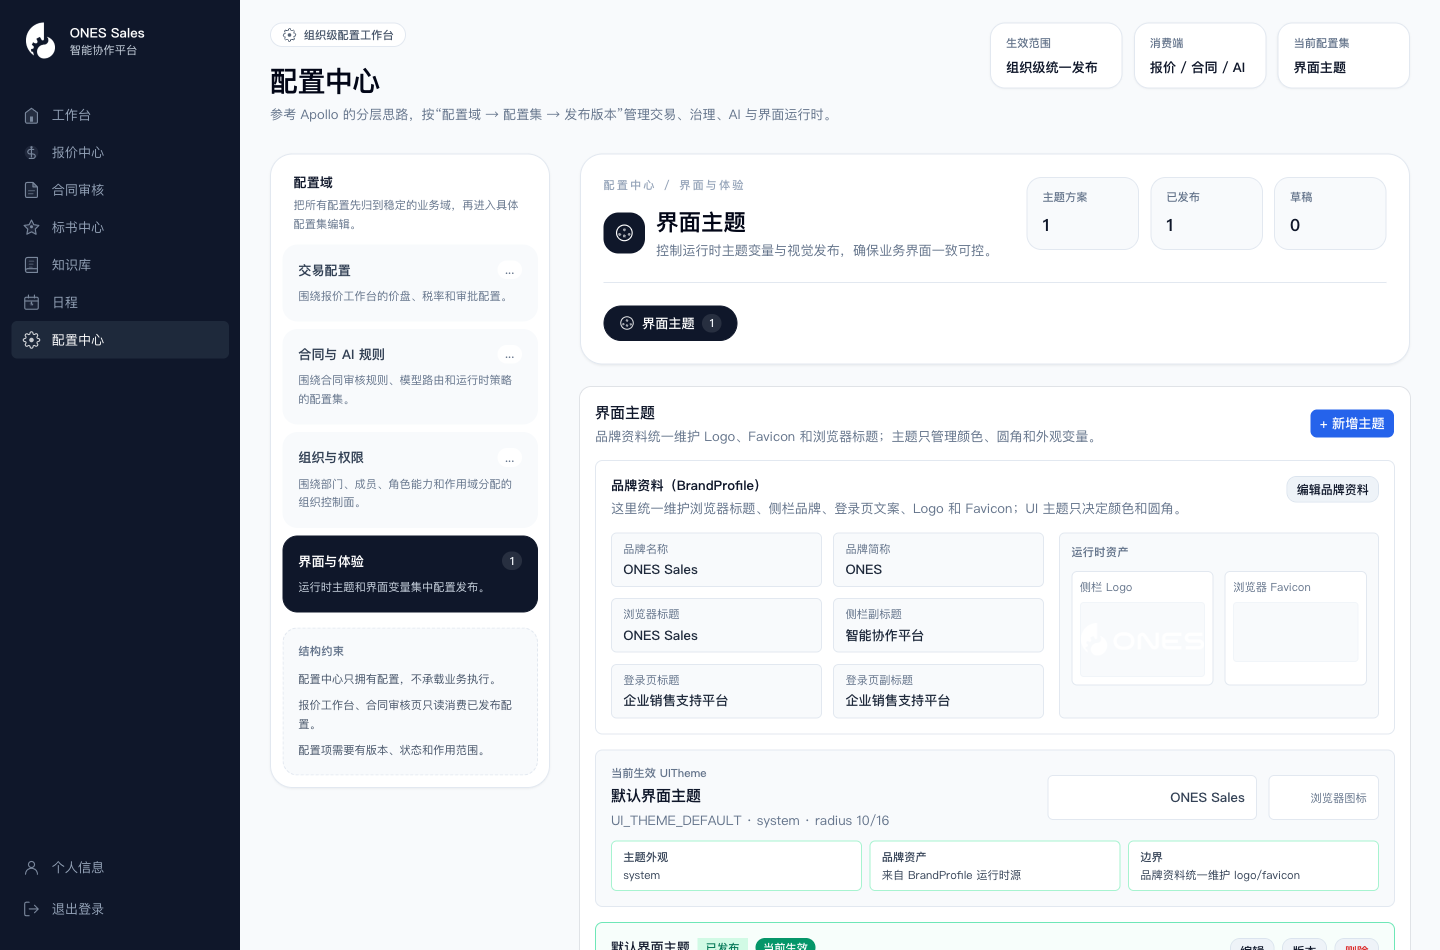 ONES Sales
智能协作平台
工作台
报价中心
合同审核
标书中心
知识库
日程
配置中心
个人信息
退出登录
组织级配置工作台
配置中心
参考 Apollo 的分层思路，按“配置域 → 配置集 → 发布版本”管理交易、治理、AI 与界面运行时。
生效范围
组织级统一发布
消费端
报价 / 合同 / AI
当前配置集
界面主题
配置域
把所有配置先归到稳定的业务域，再进入具体
配置集编辑。
交易配置
...
围绕报价工作台的价盘、税率和审批配置。
合同与 AI 规则
...
围绕合同审核规则、模型路由和运行时策略
的配置集。
组织与权限
...
围绕部门、成员、角色能力和作用域分配的
组织控制面。
界面与体验
1
运行时主题和界面变量集中配置发布。
结构约束
配置中心只拥有配置，不承载业务执行。
报价工作台、合同审核页只读消费已发布配
置。
配置项需要有版本、状态和作用范围。
配置中心 / 界面与体验
界面主题
控制运行时主题变量与视觉发布，确保业务界面一致可控。
主题方案
1
已发布
1
草稿
0
界面主题 1
界面主题
品牌资料统一维护 Logo、Favicon 和浏览器标题；主题只管理颜色、圆角和外观变量。
+ 新增主题
品牌资料（BrandProfile）
这里统一维护浏览器标题、侧栏品牌、登录页文案、Logo 和 Favicon；UI 主题只决定颜色和圆角。
编辑品牌资料
品牌名称
ONES Sales
品牌简称
ONES
浏览器标题
ONES Sales
侧栏副标题
智能协作平台
登录页标题
企业销售支持平台
登录页副标题
企业销售支持平台
运行时资产
侧栏 Logo
ONES
浏览器 Favicon
当前生效 UITheme
默认界面主题
UI_THEME_DEFAULT · system · radius 10/16
ONES Sales
浏览器图标
主题外观
system
品牌资产
来自 BrandProfile 运行时源
边界
品牌资料统一维护 logo/favicon
默认界面主题 已发布 当前生效
编辑 版本 删除